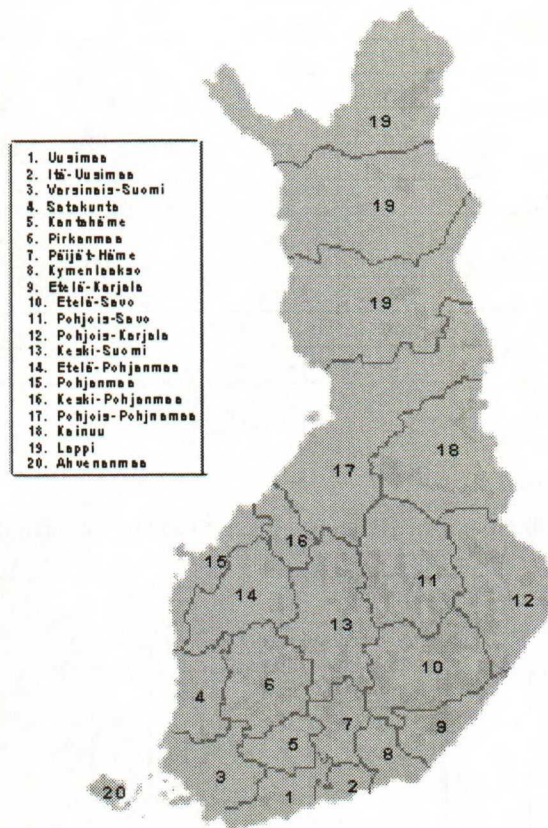 1. Uusimaa
2. Itä-Uusimaa
3. Varsinais-Suomi
4. Satakunta
5. Kantahäme
6. Pirkanmaa
7. Päijät-Häme
8. Kymenlaakso
9. Etelä-Karjala
10. Etelä-Savo
11. Pohjois-Savo
12. Pohjois-Karjala
13. Keski-Suomi
14. Etelä-Pohjanmaa
15. Pohjanmaa
16. Keski-Pohjanmaa
17. Pohjois-Pohjnamaa
18. Kainuu
19. Lappi
20. Ahvenanmaa
19
19
19
18
17
16
15
14
11
12
13
10
6
4
7
9
5
8
3
2
1
20